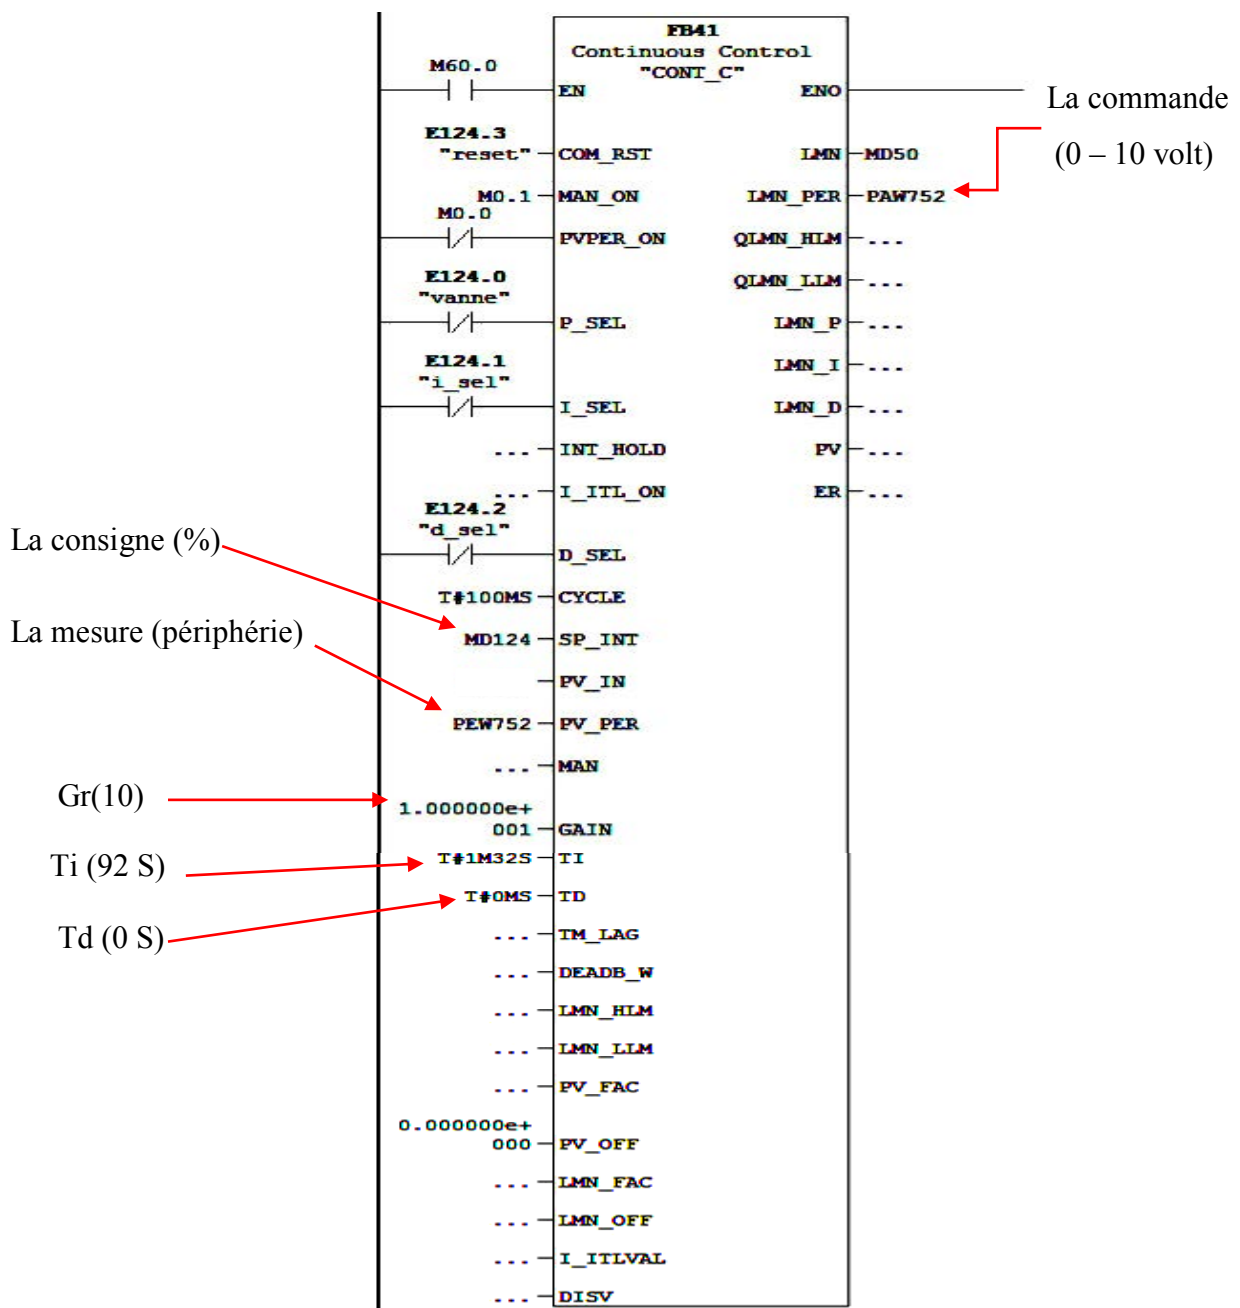 FB41
Continuous Control
"CONT_C"
M60.0
EN ENO
La commande
(0 – 10 volt)
E124.3
"reset" COM_RST LMN MD50
M0.1 MAN_ON LMN_PER PAW752
M0.0
PVPER_ON QLMN_HLM ...
E124.0 QLMN_LLM ...
"vanne"
P_SEL LMN_P ...
E124.1 LMN_I ...
"i_sel"
I_SEL LMN_D ...
... INT_HOLD PV ...
... I_ITL_ON ER ...
E124.2
"d_sel"
La consigne (%)
D_SEL
T#100MS CYCLE
La mesure (périphérie)
MD124 SP_INT
PV_IN
PEW752 PV_PER
... MAN
Gr(10)
1.000000e+
001 GAIN
T#1M32S TI
Ti (92 S)
T#0MS TD
Td (0 S)
... TM_LAG
... DEADB_W
... LMN_HLM
... LMN_LLM
... PV_FAC
0.000000e+
000 PV_OFF
... LMN_FAC
... LMN_OFF
... I_ITLVAL
... DISV